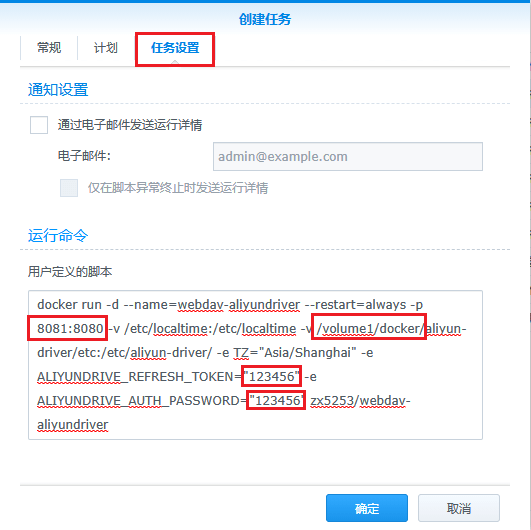 创建任务
常规 计划 任务设置
通知设置
通过电子邮件发送运行详情
电子邮件: admin@example.com
仅在脚本异常终止时发送运行详情
运行命令
用户定义的脚本
docker run -d --name=webdav-aliyundriver --restart=always -p
8081:8080 -v /etc/localtime:/etc/localtime -v /volume1/docker/aliyun-
driver/etc:/etc/aliyun-driver/ -e TZ="Asia/Shanghai" -e
ALIYUNDRIVE_REFRESH_TOKEN="123456" -e
ALIYUNDRIVE_AUTH_PASSWORD="123456" zx5253/webdav-
aliyundriver
确定 取消